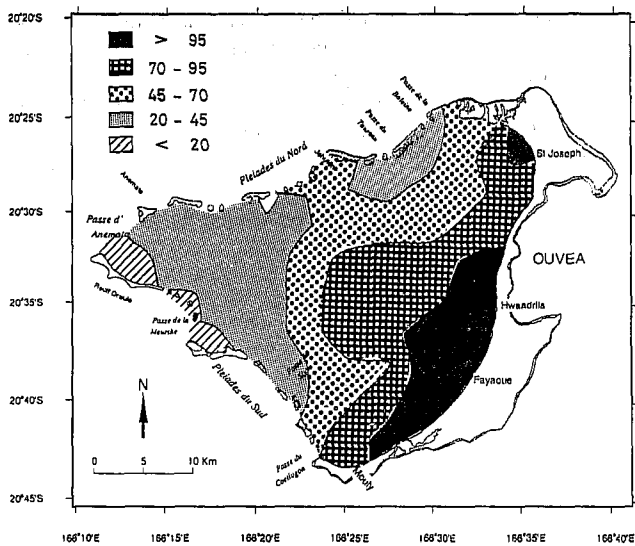 20°20'S
> 95
70 - 95
45 - 70
20 - 45
< 20
20°25'S
Passe de la
Baleine
Passe du
Taureau
St Joseph
Pleiades du Nord
20°30'S
Anemata
Passe d'
Anemata
OUVEA
20°35'S
Hwaadrila
Passe de la
Meurthe
Fayaoue
Pleiades du Sud
N
20°40'S
0 5 10 Km
Passe du
Mouly
20°45'S
166°10'E 166°15'E 166°20'E 166°25'E 166°30'E 166°35'E 166°40'E